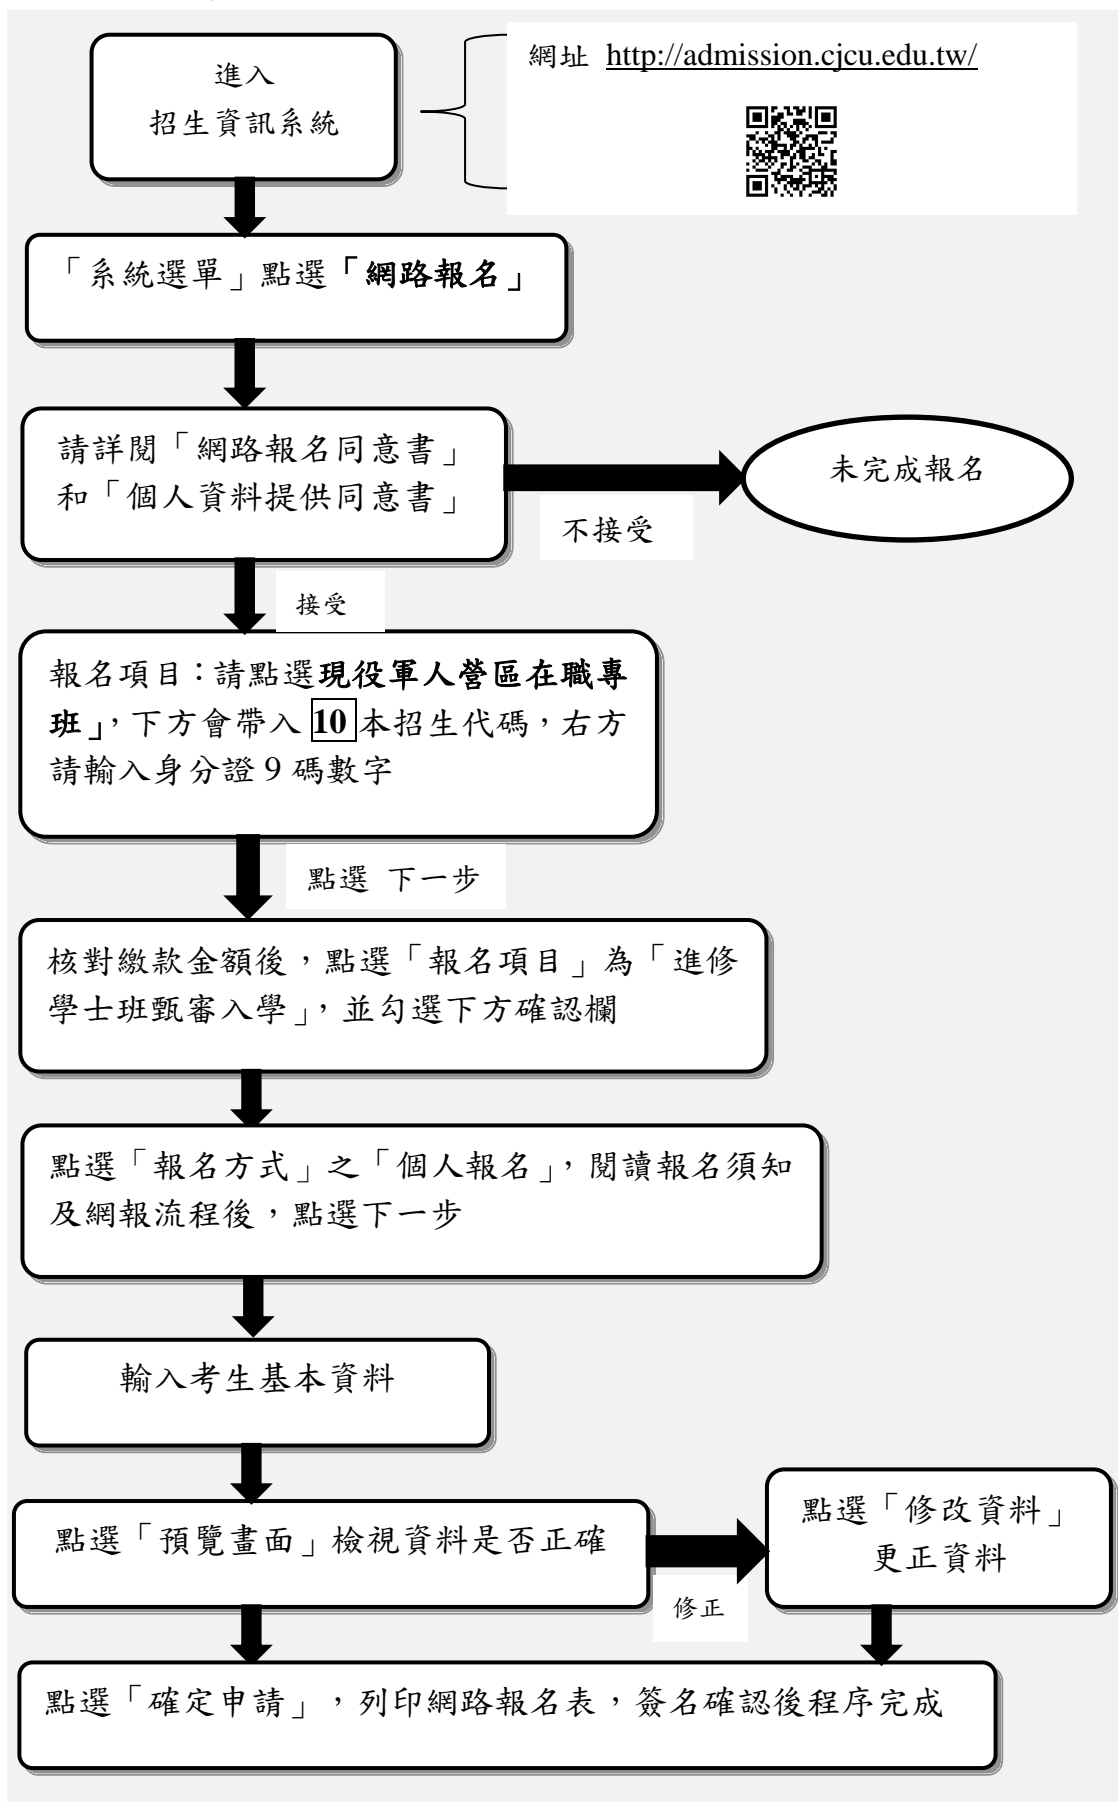 進入
招生資訊系統
網址 http://admission.cjcu.edu.tw/
「系統選單」點選「網路報名」
請詳閱「網路報名同意書」
和「個人資料提供同意書」
未完成報名
不接受
接受
報名項目：請點選現役軍人營區在職專
班」，下方會帶入 10 本招生代碼，右方
請輸入身分證 9 碼數字
點選 下一步
核對繳款金額後，點選「報名項目」為「進修
學士班甄審入學」，並勾選下方確認欄
點選「報名方式」之「個人報名」，閱讀報名須知
及網報流程後，點選下一步
輸入考生基本資料
點選「預覽畫面」檢視資料是否正確
修正
點選「修改資料」
更正資料
點選「確定申請」，列印網路報名表，簽名確認後程序完成